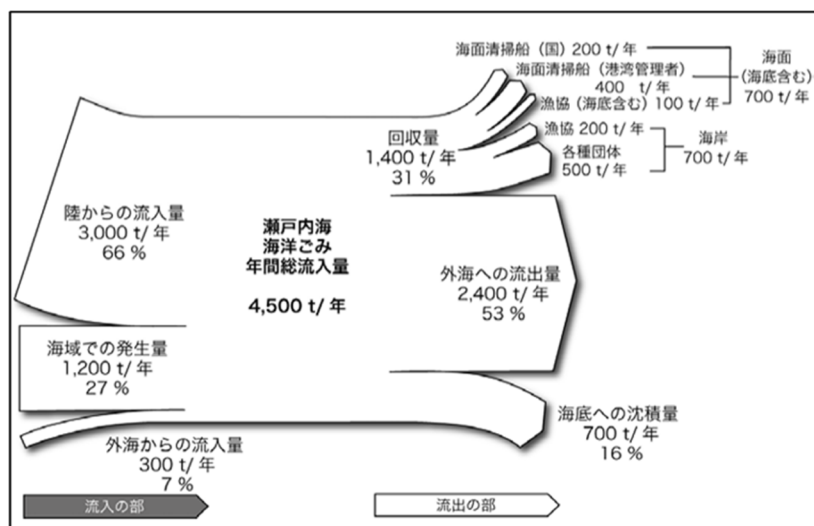 海面清掃船（国）200 t/ 年
海面清掃船（港湾管理者）
400 t/ 年
漁協（海底含む）100 t/ 年
海面
（海底含む）
700 t/ 年
漁協 200 t/ 年
各種団体
500 t/ 年
海岸
700 t/ 年
回収量
1,400 t/ 年
31 %
陸からの流入量
3,000 t/ 年
66 %
瀬戸内海
海洋ごみ
年間総流入量
4,500 t/ 年
外海への流出量
2,400 t/ 年
53 %
海域での発生量
1,200 t/ 年
27 %
海底への沈積量
700 t/ 年
16 %
外海からの流入量
300 t/ 年
7 %
流入の部
流出の部